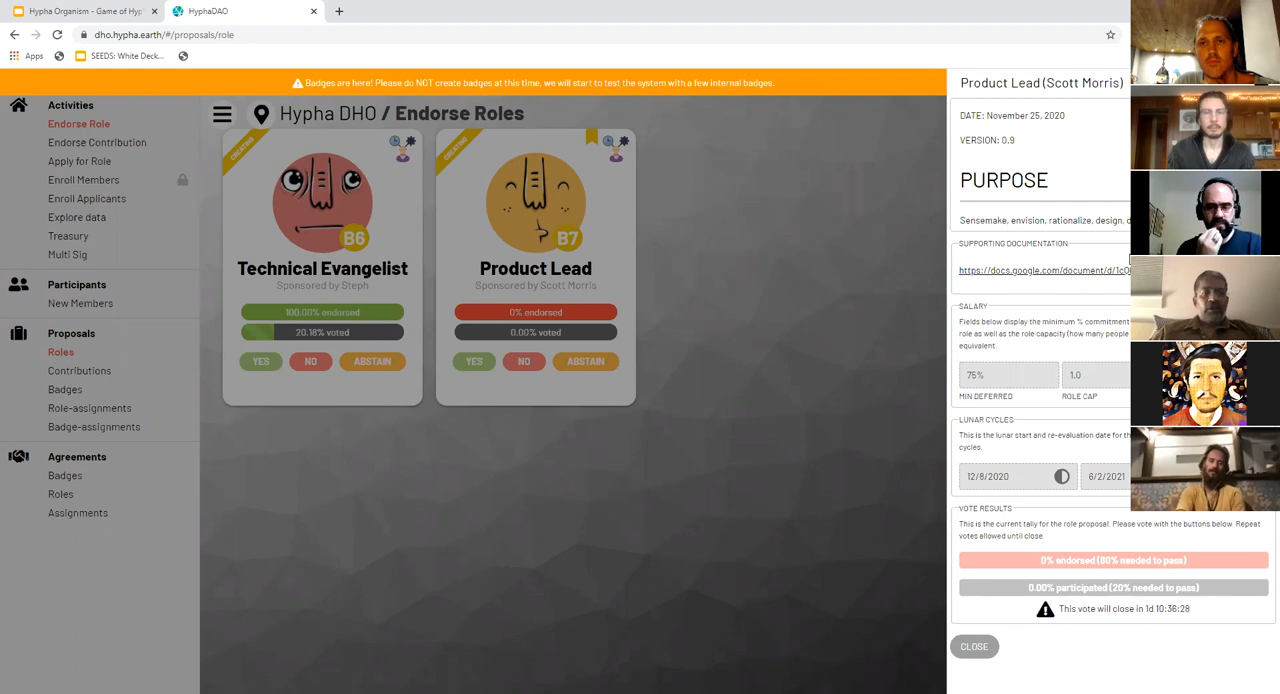 Hypha Organism - Game of Hyp
HyphaDAO
dho.hypha.earth/#/proposals/role
Apps
SEEDS: White Deck...
Badges are here! Please do NOT create badges at this time, we will start to test the system with a few internal badges.
Activities
Endorse Role
Endorse Contribution
Apply for Role
Enroll Members
Enroll Applicants
Explore data
Treasury
Multi Sig
Participants
New Members
Proposals
Roles
Contributions
Badges
Role-assignments
Badge-assignments
Agreements
Badges
Roles
Assignments
Hypha DHO / Endorse Roles
CREATING
B6
Technical Evangelist
Sponsored by Steph
100.00% endorsed
20.18% voted
YES NO ABSTAIN
CREATING
B7
Product Lead
Sponsored by Scott Morris
0% endorsed
0.00% voted
YES NO ABSTAIN
Product Lead (Scott Morris)
DATE: November 25, 2020
VERSION: 0.9
PURPOSE
Sensemake, envision, rationalize, design, d
SUPPORTING DOCUMENTATION
https://docs.google.com/document/d/1cQ
SALARY
Fields below display the minimum % commitment
role as well as the role capacity (how many people
equivalent.
75% 1.0
MIN DEFERRED ROLE CAP
LUNAR CYCLES
This is the lunar start and re-evaluation date for th
cycles.
12/8/2020 6/2/2021
VOTE RESULTS
This is the current tally for the role proposal. Please vote with the buttons below. Repeat
votes allowed until close.
0% endorsed (80% needed to pass)
0.00% participated (20% needed to pass)
This vote will close in 1d 10:36:28
CLOSE